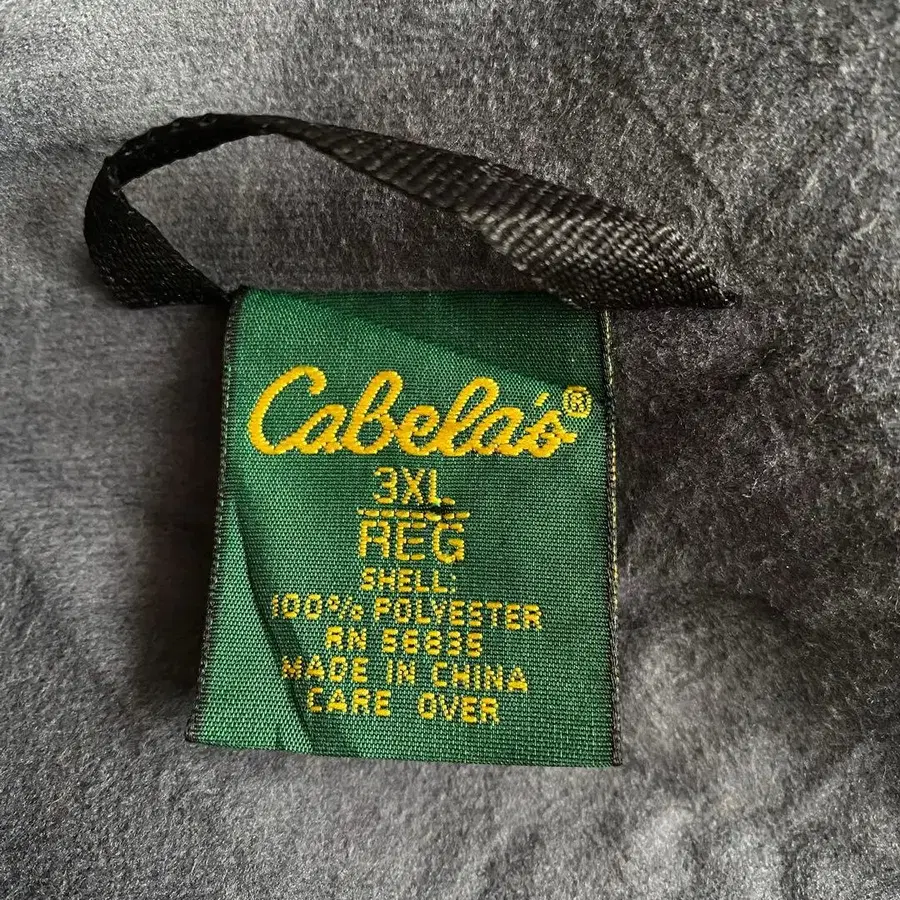 Cabela's®
3XL
REG
SHELL:
100% POLYESTER
RN 56835
MADE IN CHINA
CARE OVER